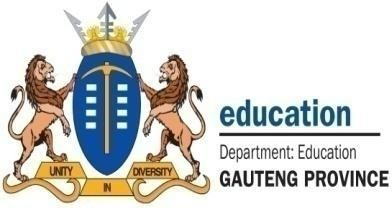 UNITY
IN
DIVERSITY
education
Department: Education
GAUTENG PROVINCE